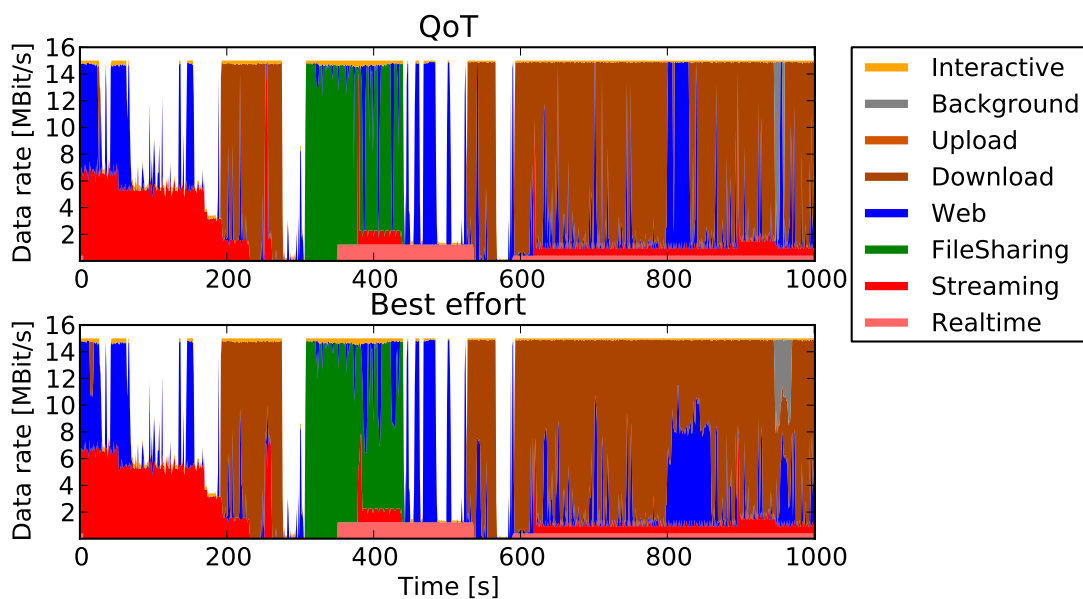 QoT
Data rate [MBit/s]
16
14
12
10
8
6
4
2
0 200 400 600 800 1000
Best effort
Data rate [MBit/s]
16
14
12
10
8
6
4
2
0 200 400 600 800 1000
Time [s]
Interactive
Background
Upload
Download
Web
FileSharing
Streaming
Realtime